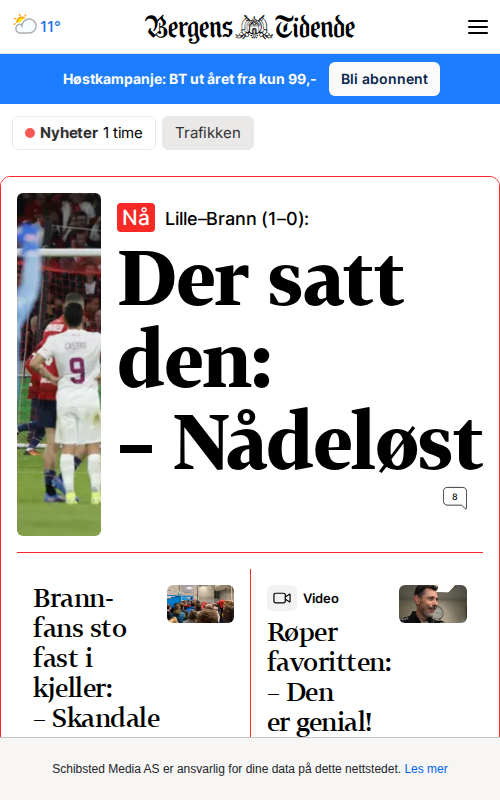 11°
Bergens Tidende
Høstkampanje: BT ut året fra kun 99,-
Bli abonnent
Nyheter 1 time
Trafikken
Nå Lille–Brann (1–0):
Der satt
den:
– Nådeløst
8
CASTRO
9
Brann-
fans sto
fast i
kjeller:
– Skandale
Video
Røper
favoritten:
– Den
er genial!
Schibsted Media AS er ansvarlig for dine data på dette nettstedet. Les mer